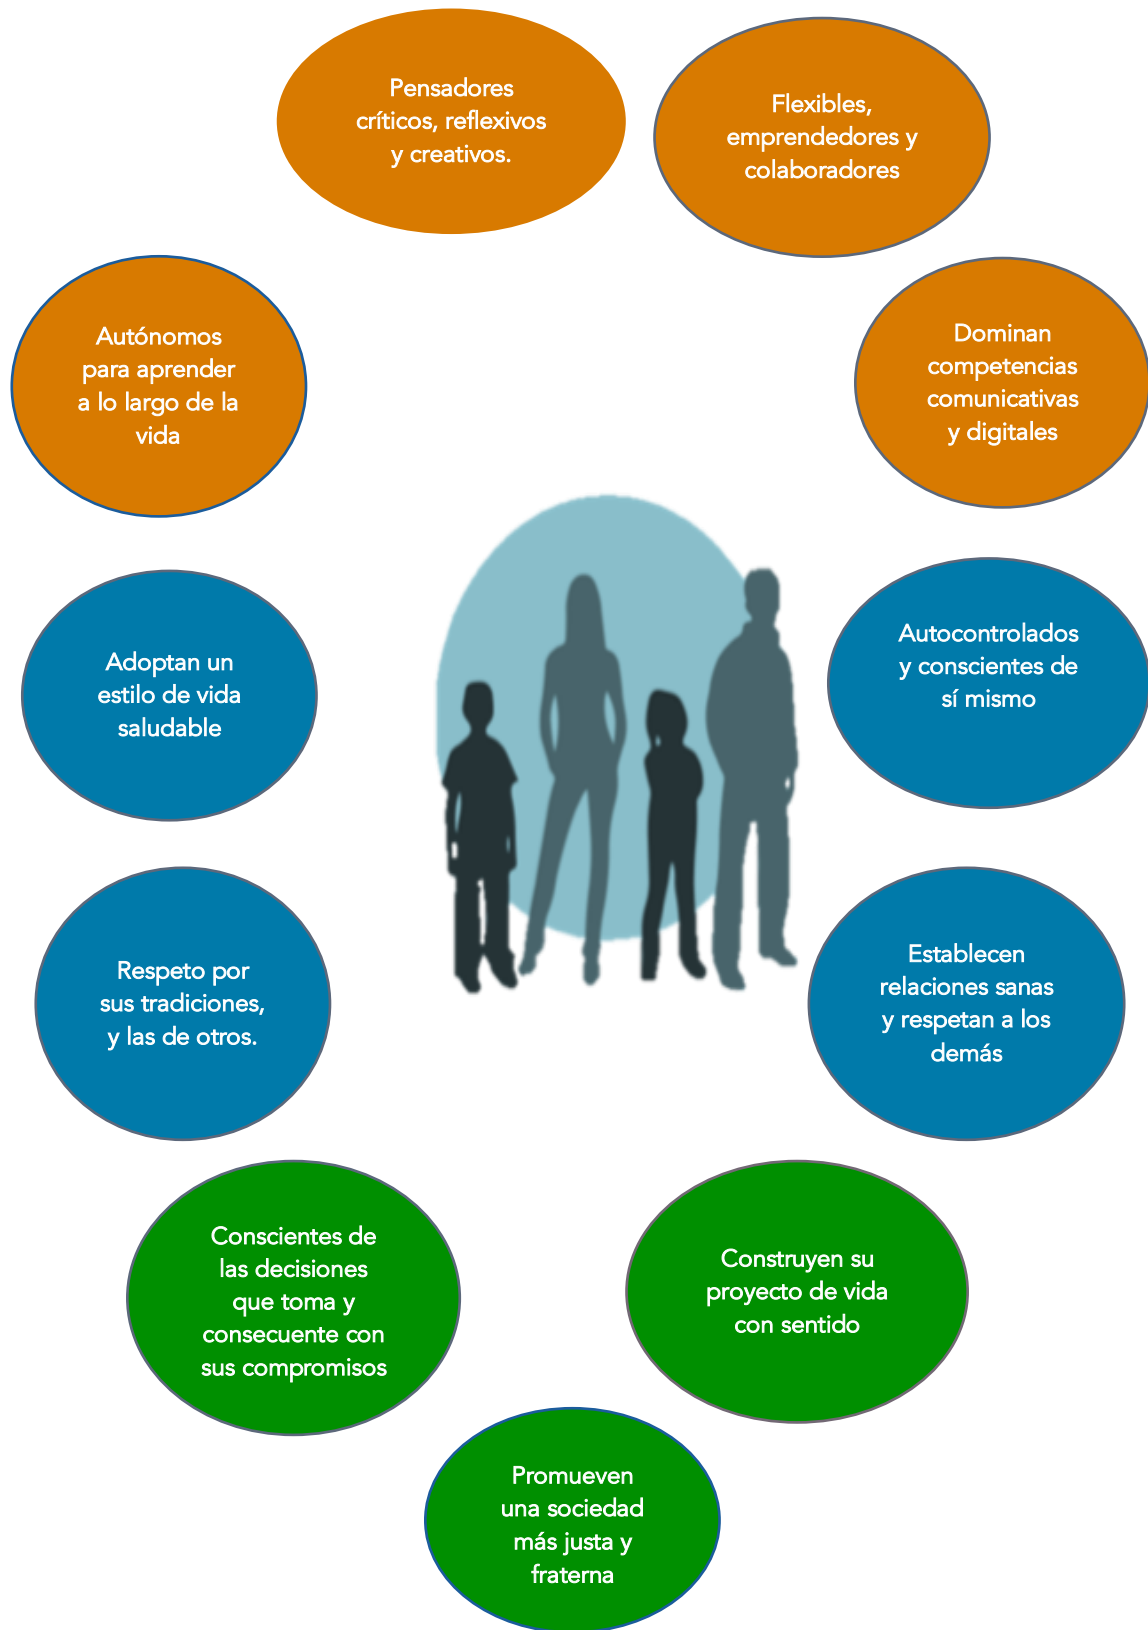 Pensadores
críticos, reflexivos
y creativos.
Flexibles,
emprendedores y
colaboradores
Autónomos
para aprender
a lo largo de la
vida
Dominan
competencias
comunicativas
y digitales
Adoptan un
estilo de vida
saludable
Autocontrolados
y conscientes de
sí mismo
Respeto por
sus tradiciones,
y las de otros.
Establecen
relaciones sanas
y respetan a los
demás
Conscientes de
las decisiones
que toma y
consecuente con
sus compromisos
Construyen su
proyecto de vida
con sentido
Promueven
una sociedad
más justa y
fraterna